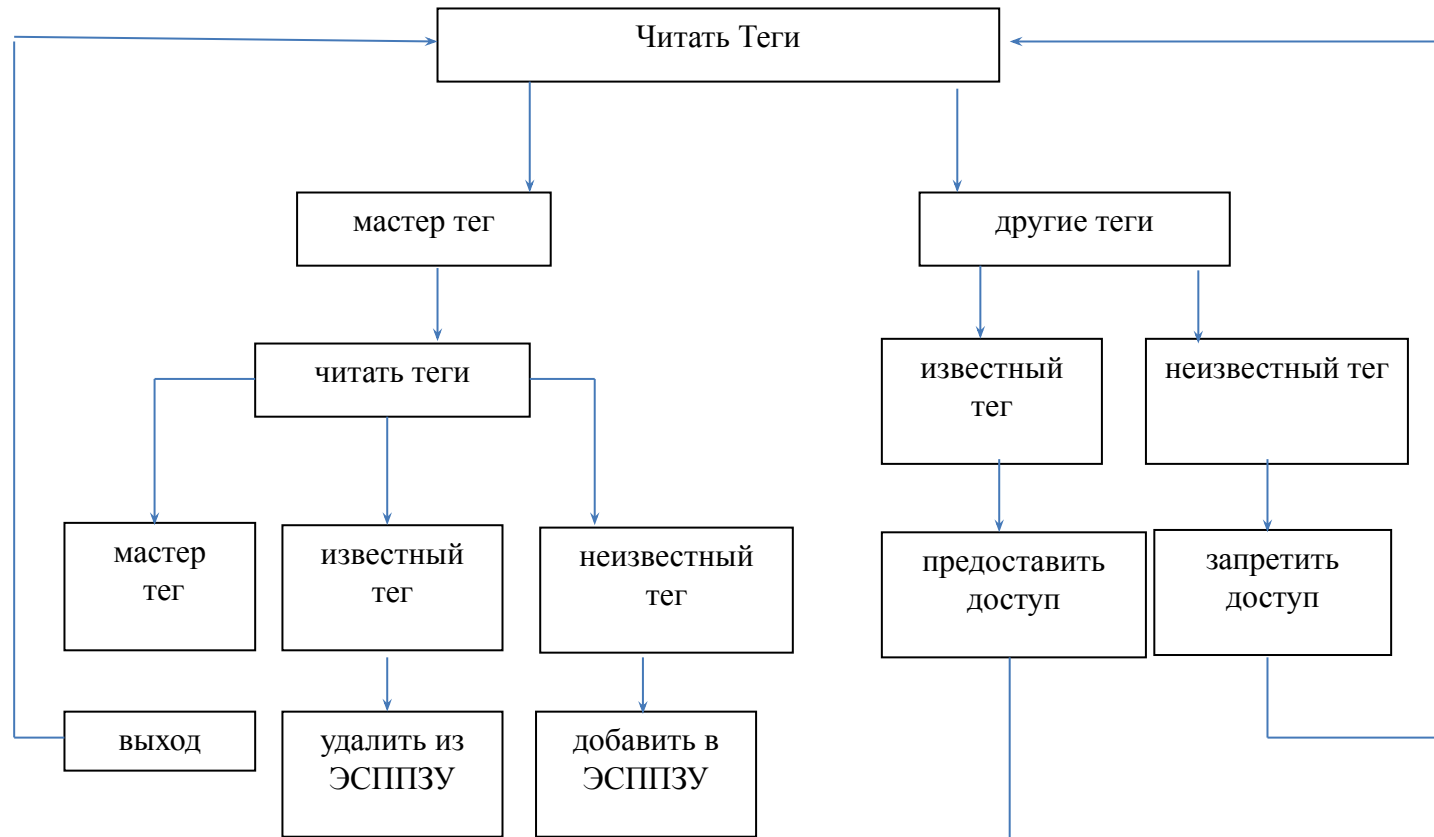 Читать Теги
мастер тег
другие теги
читать теги
известный
тег
неизвестный тег
мастер
тег
известный
тег
неизвестный
тег
предоставить
доступ
запретить
доступ
выход
удалить из
ЭСППЗУ
добавить в
ЭСППЗУ